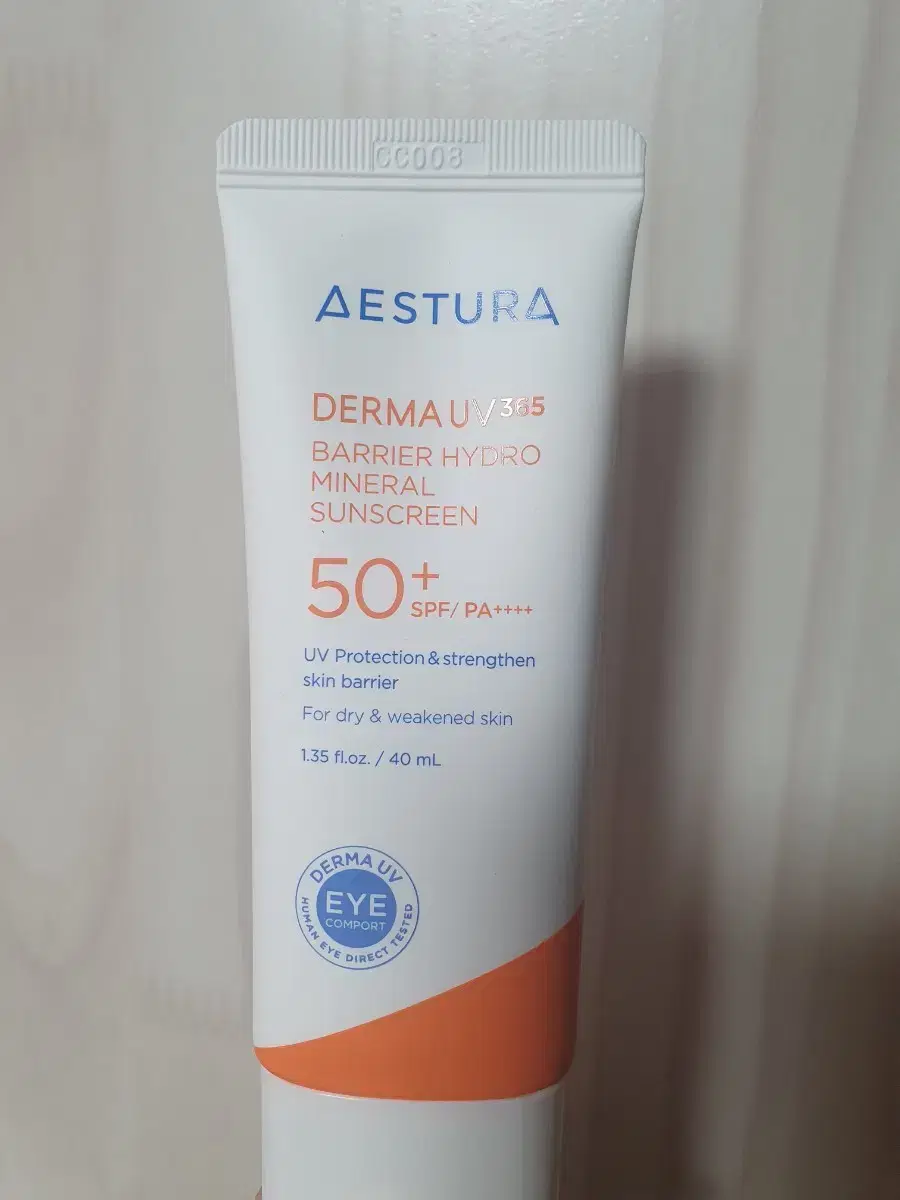 CC008
AESTURA
DERMA UV365
BARRIER HYDRO
MINERAL
SUNSCREEN
50+
SPF/ PA++++
UV Protection & strengthen
skin barrier
For dry & weakened skin
1.35 fl.oz. / 40 mL
DERMA UV
EYE
COMPORT
HUMAN EYE DIRECT TESTED